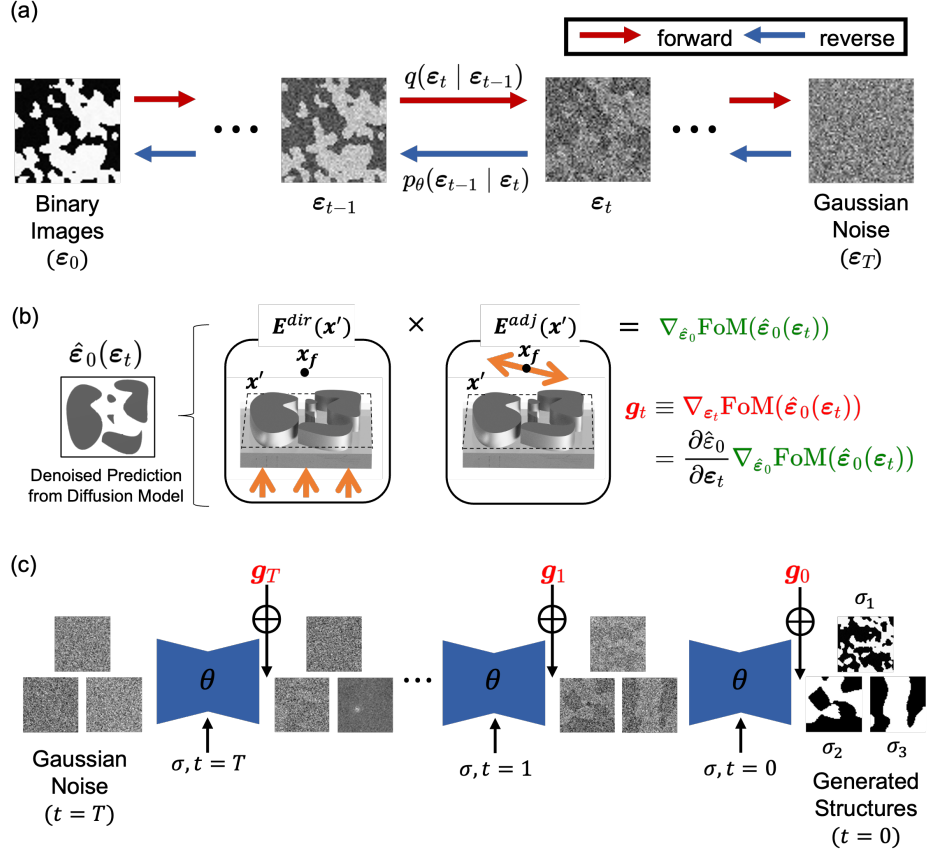 (a)
forward reverse
q(ε_t | ε_{t−1})
• • •
• • •
p_θ(ε_{t−1} | ε_t)
Binary
Images
(ε_0)
ε_{t−1}
ε_t
Gaussian
Noise
(ε_T)
(b)
ε̂_0(ε_t)
Denoised Prediction
from Diffusion Model
E^{dir}(x′)
x_f
x′
×
E^{adj}(x′)
x_f
x′
= ∇_{ε̂_0}FoM(ε̂_0(ε_t))
g_t ≡ ∇_{ε_t}FoM(ε̂_0(ε_t))
= ∂ε̂_0/∂ε_t ∇_{ε̂_0}FoM(ε̂_0(ε_t))
(c)
g_T
g_1
g_0
θ
• • •
θ
θ
σ_1
σ_2
σ_3
σ, t = T
σ, t = 1
σ, t = 0
Gaussian
Noise
(t = T)
Generated
Structures
(t = 0)